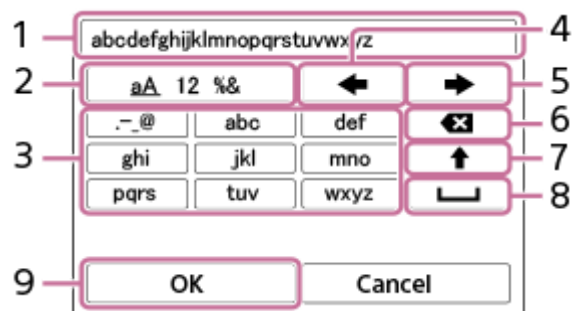 1 abcdefghijklmnopqrstuvwxyz 4
2 aA 12 %& 5
.-_@ abc def 6
3 ghi jkl mno 7
pqrs tuv wxyz 8
9 OK Cancel